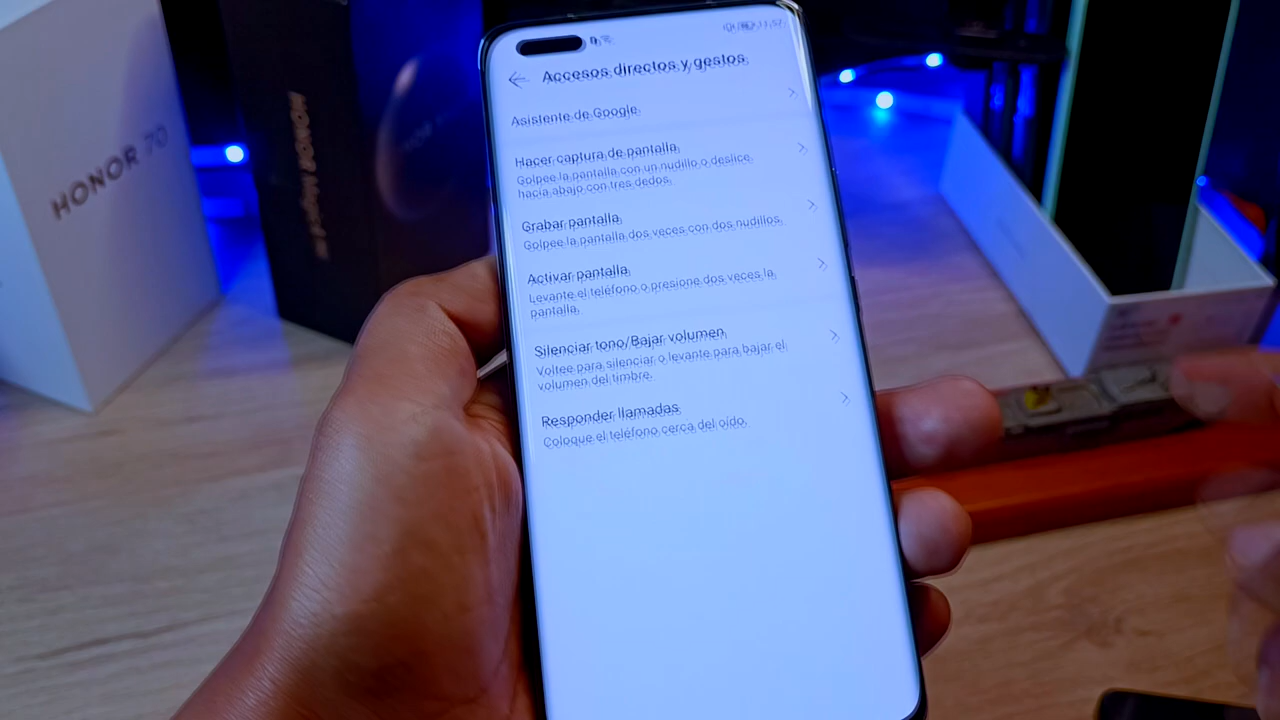 HONOR 70
HONOR
Accesos directos y gestos
Asistente de Google
Hacer captura de pantalla
Golpee la pantalla con un nudillo o deslice
hacia abajo con tres dedos.
Grabar pantalla
Golpee la pantalla dos veces con dos nudillos.
Activar pantalla
Levante el teléfono o presione dos veces la
pantalla.
Silenciar tono/Bajar volumen
Voltee para silenciar o levante para bajar el
volumen del timbre.
Responder llamadas
Coloque el teléfono cerca del oído.